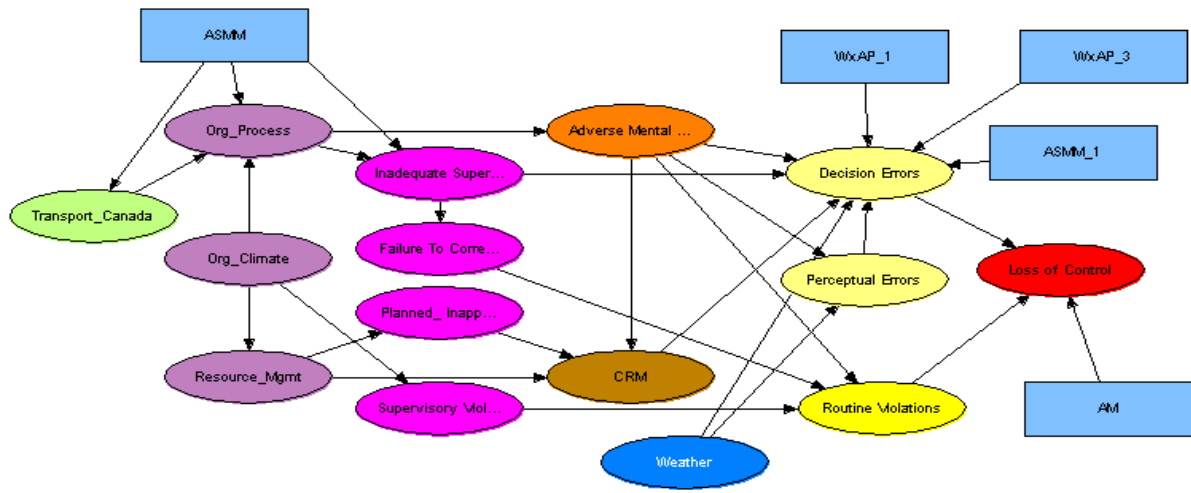 ASMM
WxAP_1
WxAP_3
Org_Process
Adverse Mental ...
ASMM_1
Inadequate Super...
Decision Errors
Transport_Canada
Failure To Corre...
Org_Climate
Perceptual Errors
Loss of Control
Planned_ Inapp...
Resource_Mgmt
CRM
Supervisory Viol...
Routine Violations
AM
Weather